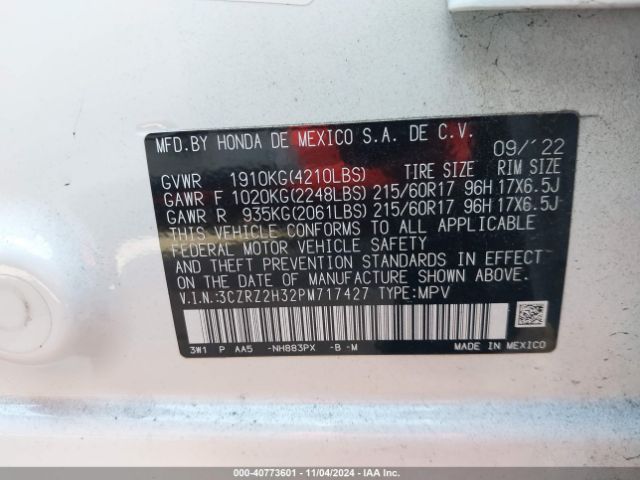 MFD.BY HONDA DE MEXICO S.A. DE C.V. 09/'22
GVWR 1910KG(4210LBS) TIRE SIZE RIM SIZE
GAWR F 1020KG(2248LBS) 215/60R17 96H 17X6.5J
GAWR R 935KG(2061LBS) 215/60R17 96H 17X6.5J
THIS VEHICLE CONFORMS TO ALL APPLICABLE
FEDERAL MOTOR VEHICLE SAFETY
AND THEFT PREVENTION STANDARDS IN EFFECT
ON THE DATE OF MANUFACTURE SHOWN ABOVE.
V.I.N:3CZRZ2H32PM717427 TYPE:MPV
3W1 P AA5 -NH883PX -B -M MADE IN MEXICO
000-40773601 - 11/04/2024 - IAAI.com